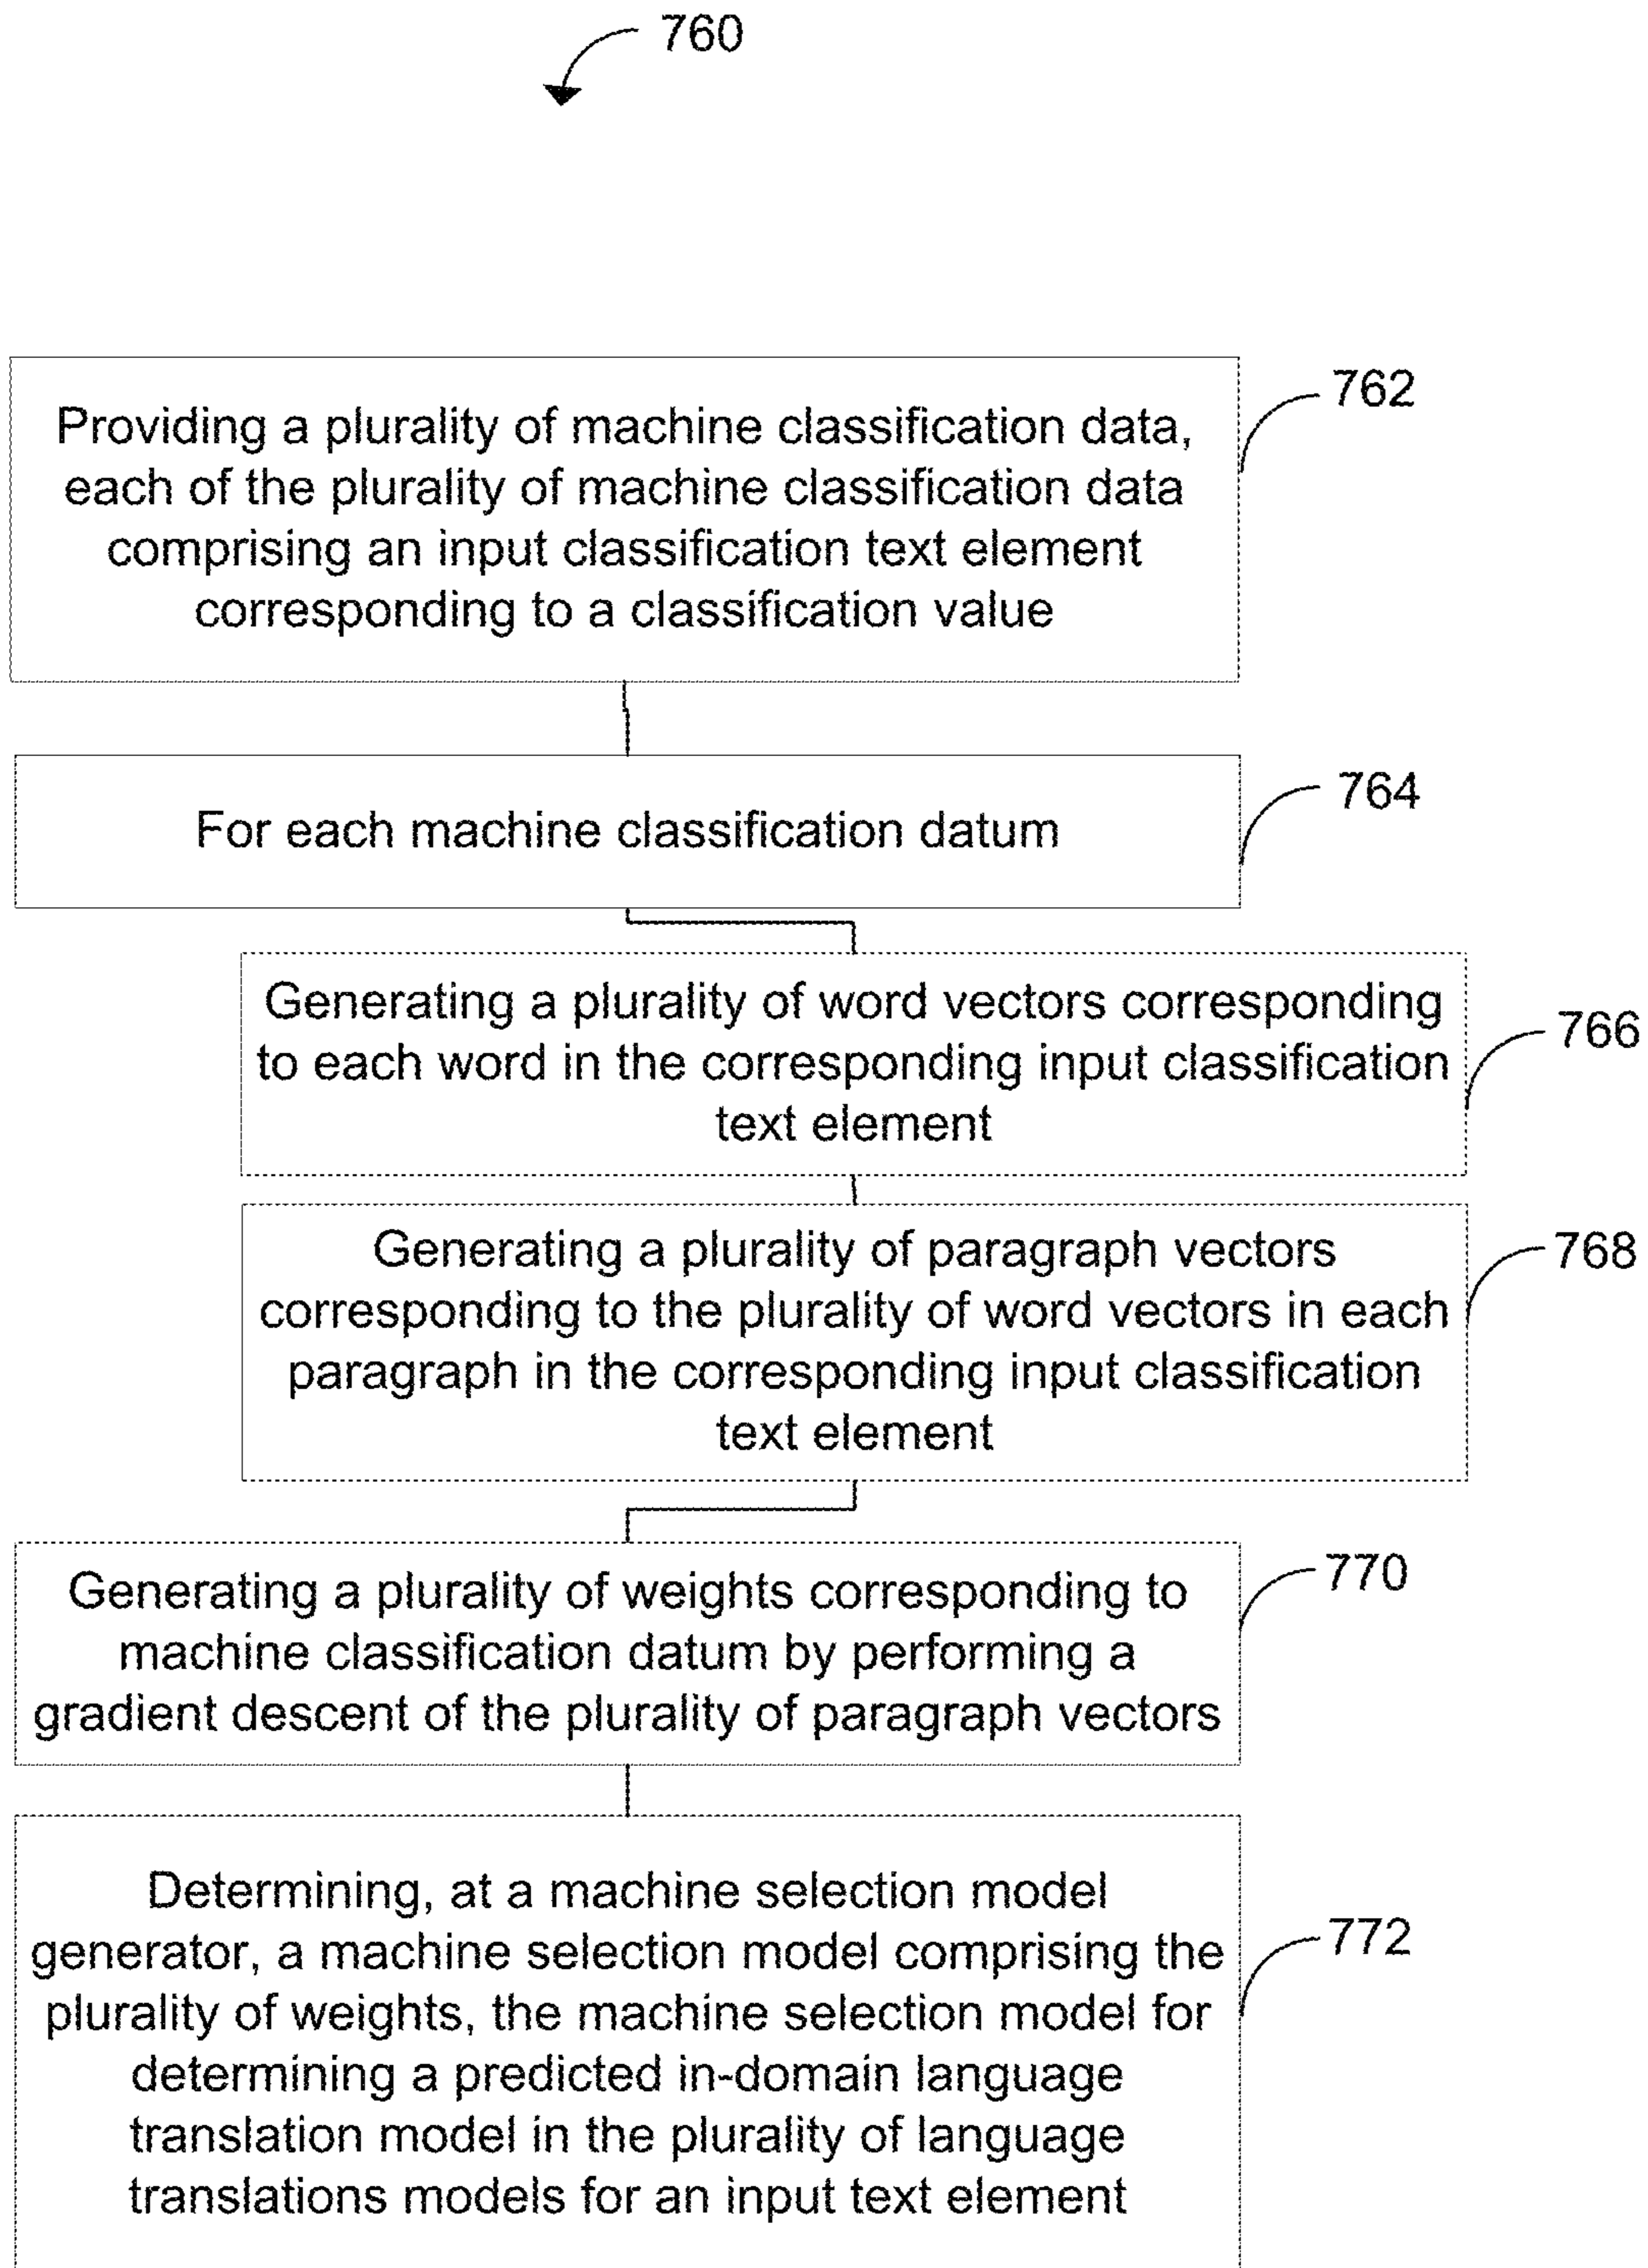 760
762
Providing a plurality of machine classification data,
each of the plurality of machine classification data
comprising an input classification text element
corresponding to a classification value
764
For each machine classification datum
Generating a plurality of word vectors corresponding
to each word in the corresponding input classification
text element
766
Generating a plurality of paragraph vectors
corresponding to the plurality of word vectors in each
paragraph in the corresponding input classification
text element
768
770
Generating a plurality of weights corresponding to
machine classification datum by performing a
gradient descent of the plurality of paragraph vectors
Determining, at a machine selection model
generator, a machine selection model comprising the
plurality of weights, the machine selection model for
determining a predicted in-domain language
translation model in the plurality of language
translations models for an input text element
772